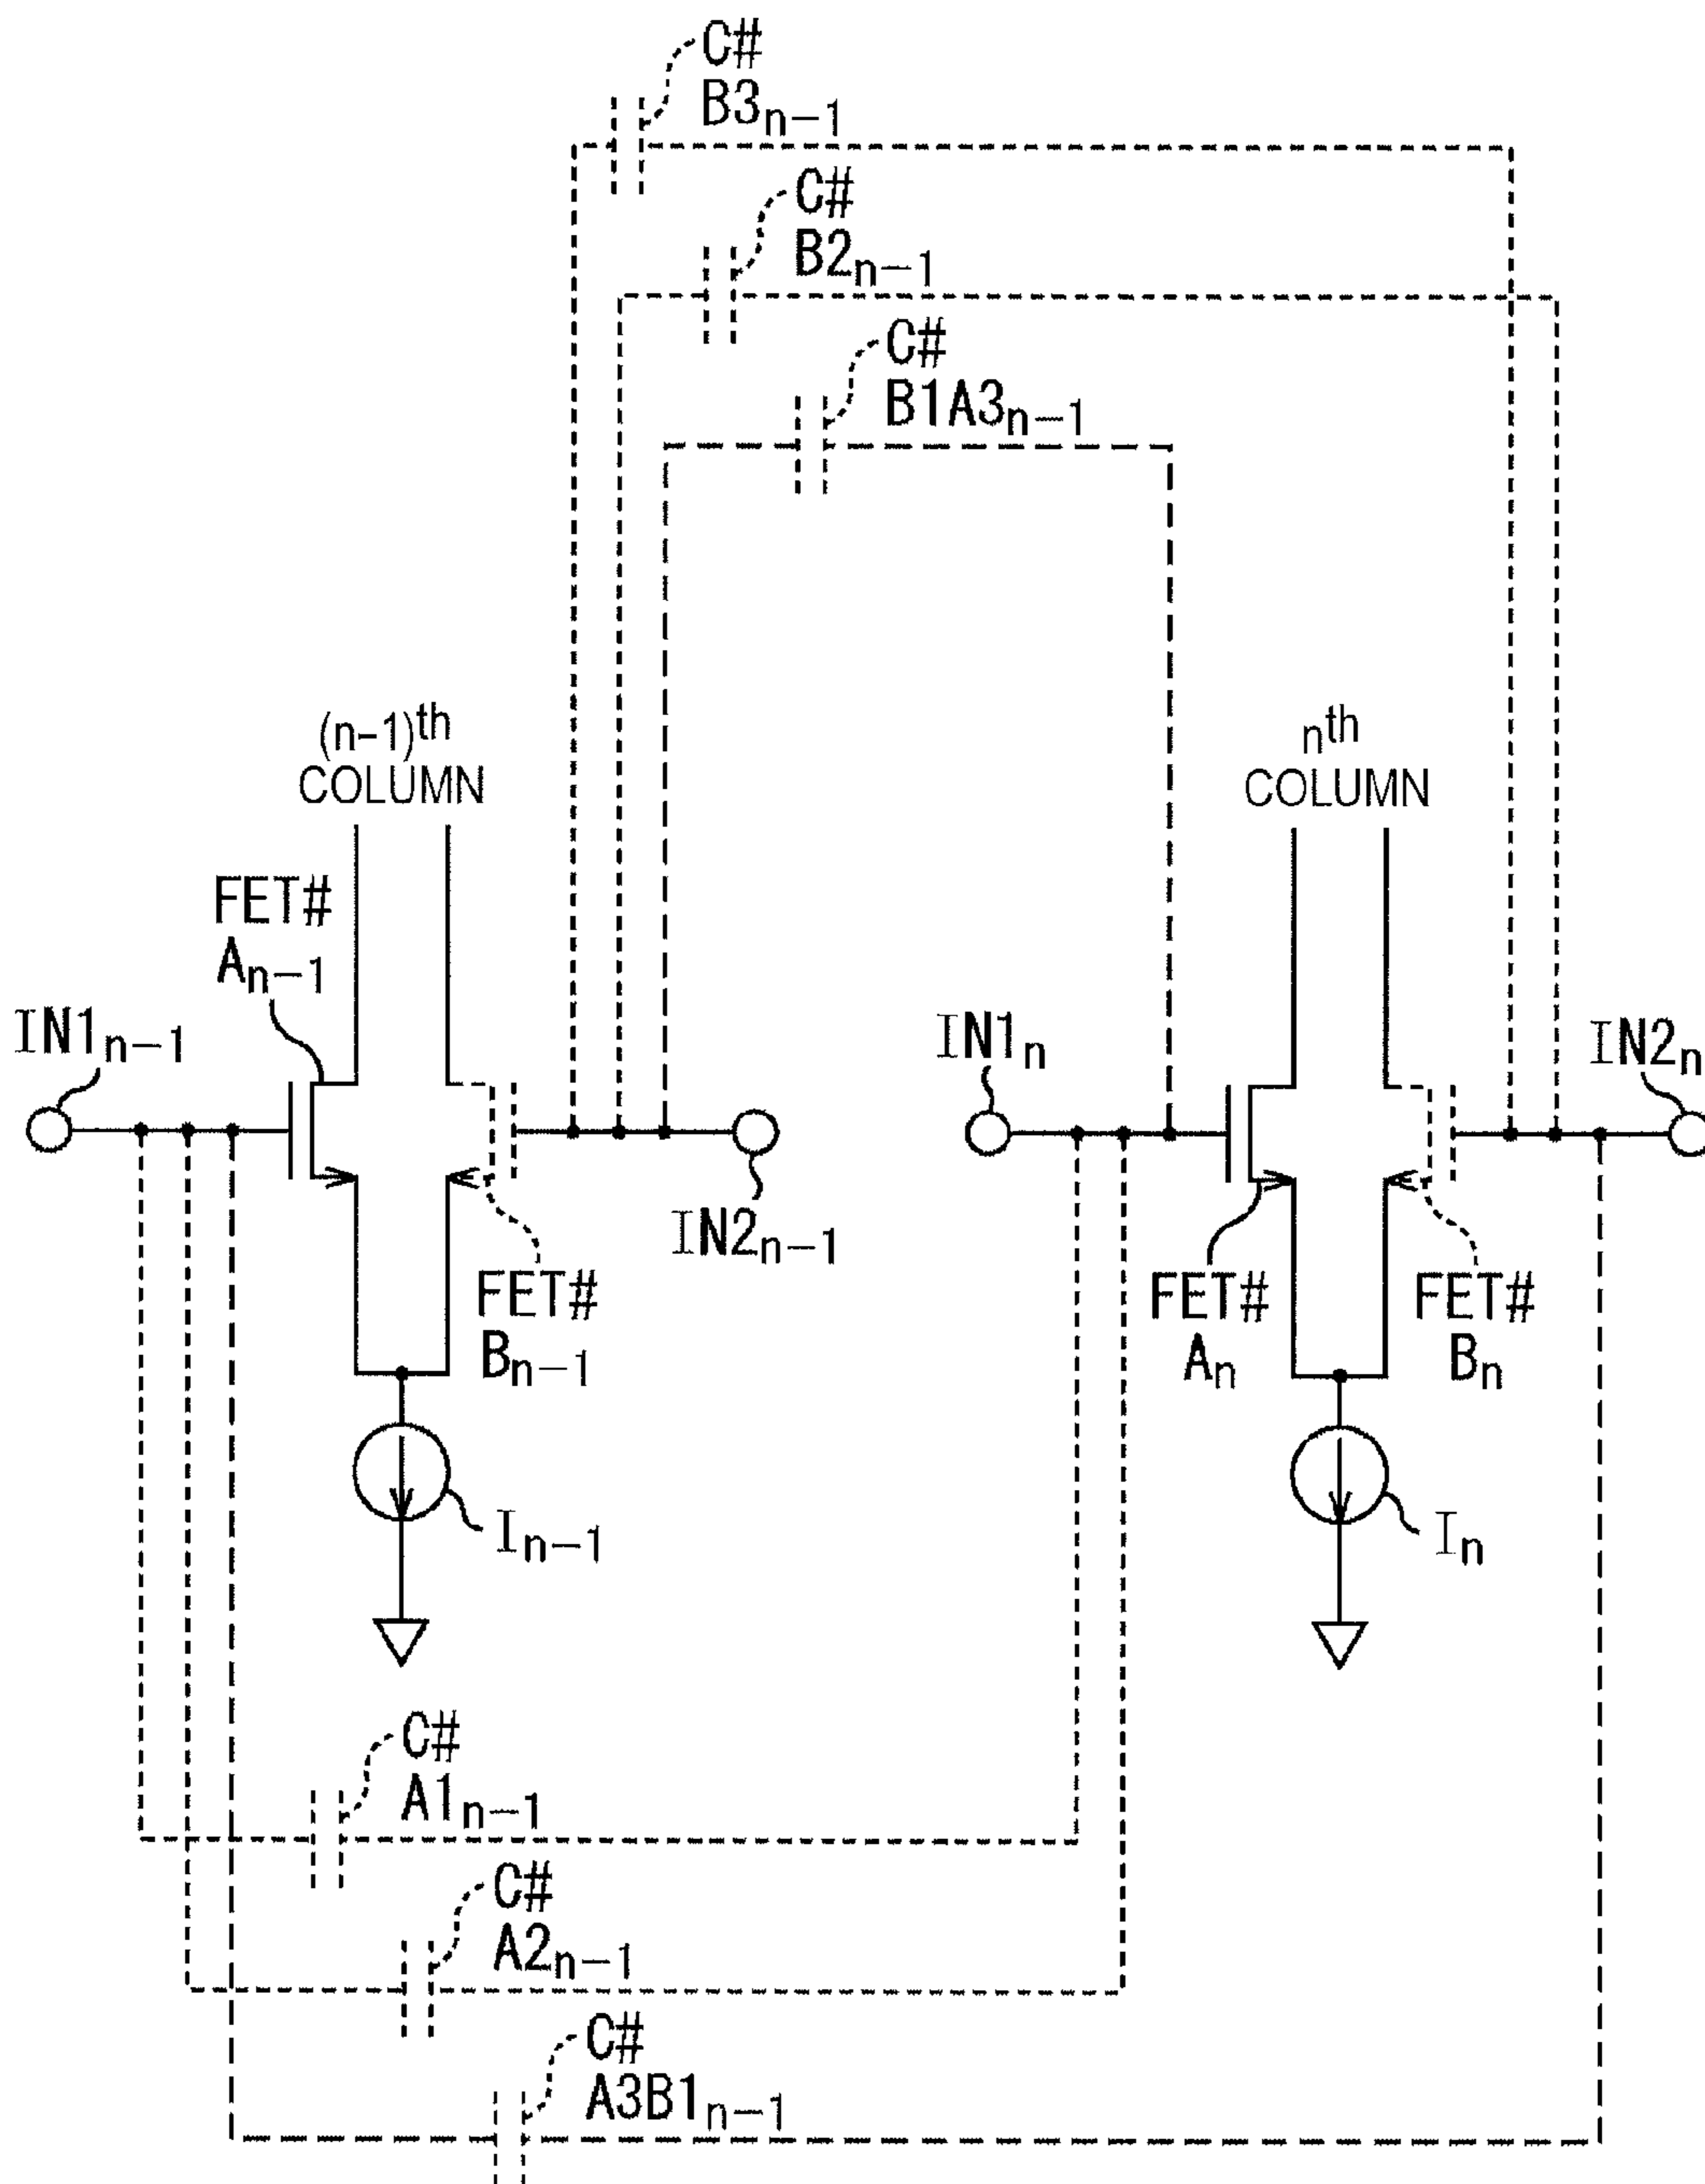 C#
B3n-1
C#
B2n-1
C#
B1A3n-1
(n-1)th
COLUMN
nth
COLUMN
FET#
An-1
IN1n-1
IN1n
IN2n
IN2n-1
FET#
Bn-1
FET#
An
FET#
Bn
In-1
In
C#
A1n-1
C#
A2n-1
C#
A3B1n-1